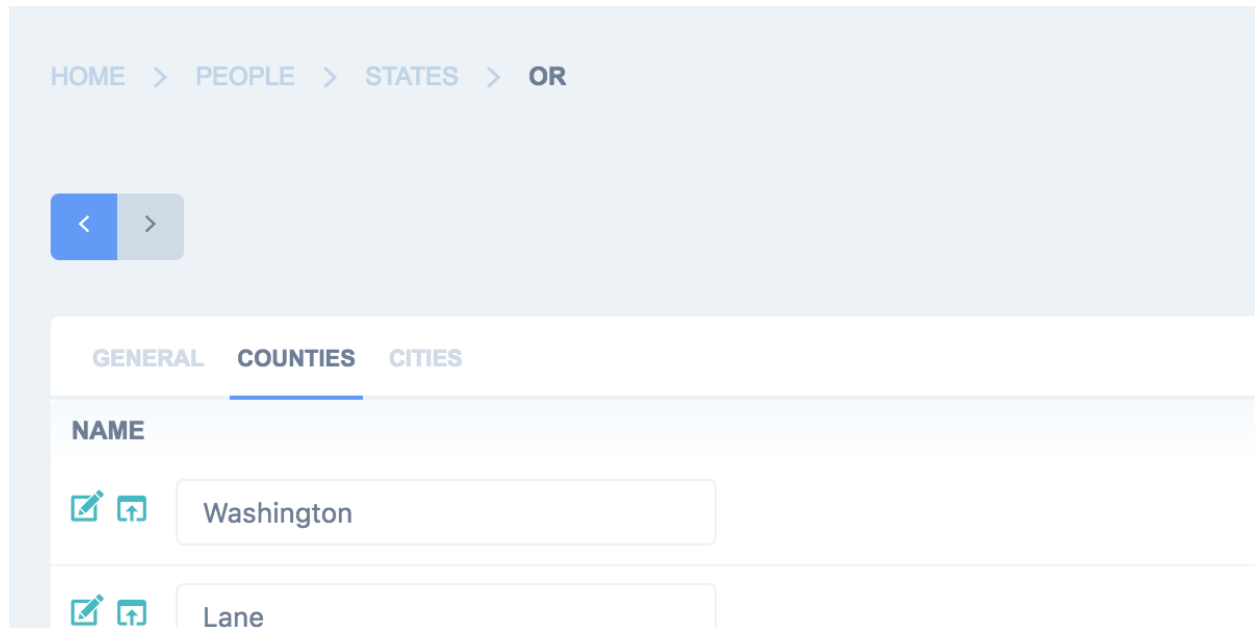 HOME > PEOPLE > STATES > OR
< >
GENERAL COUNTIES CITIES
NAME
Washington
Lane